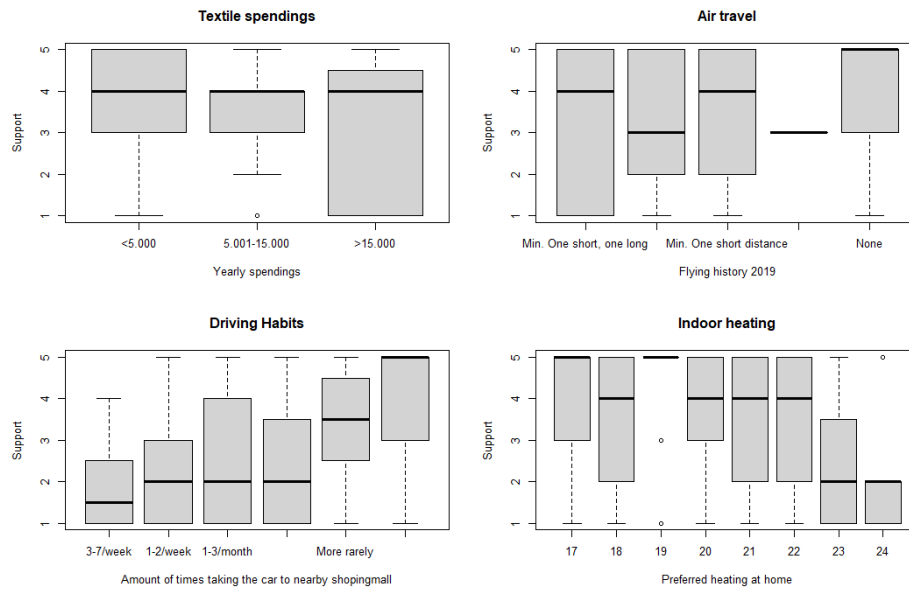 Textile spendings
Support
1 2 3 4 5
<5.000 5.001-15.000 >15.000
Yearly spendings
Air travel
Support
1 2 3 4 5
Min. One short, one long Min. One short distance None
Flying history 2019
Driving Habits
Support
1 2 3 4 5
3-7/week 1-2/week 1-3/month More rarely
Amount of times taking the car to nearby shopingmall
Indoor heating
Support
1 2 3 4 5
17 18 19 20 21 22 23 24
Preferred heating at home